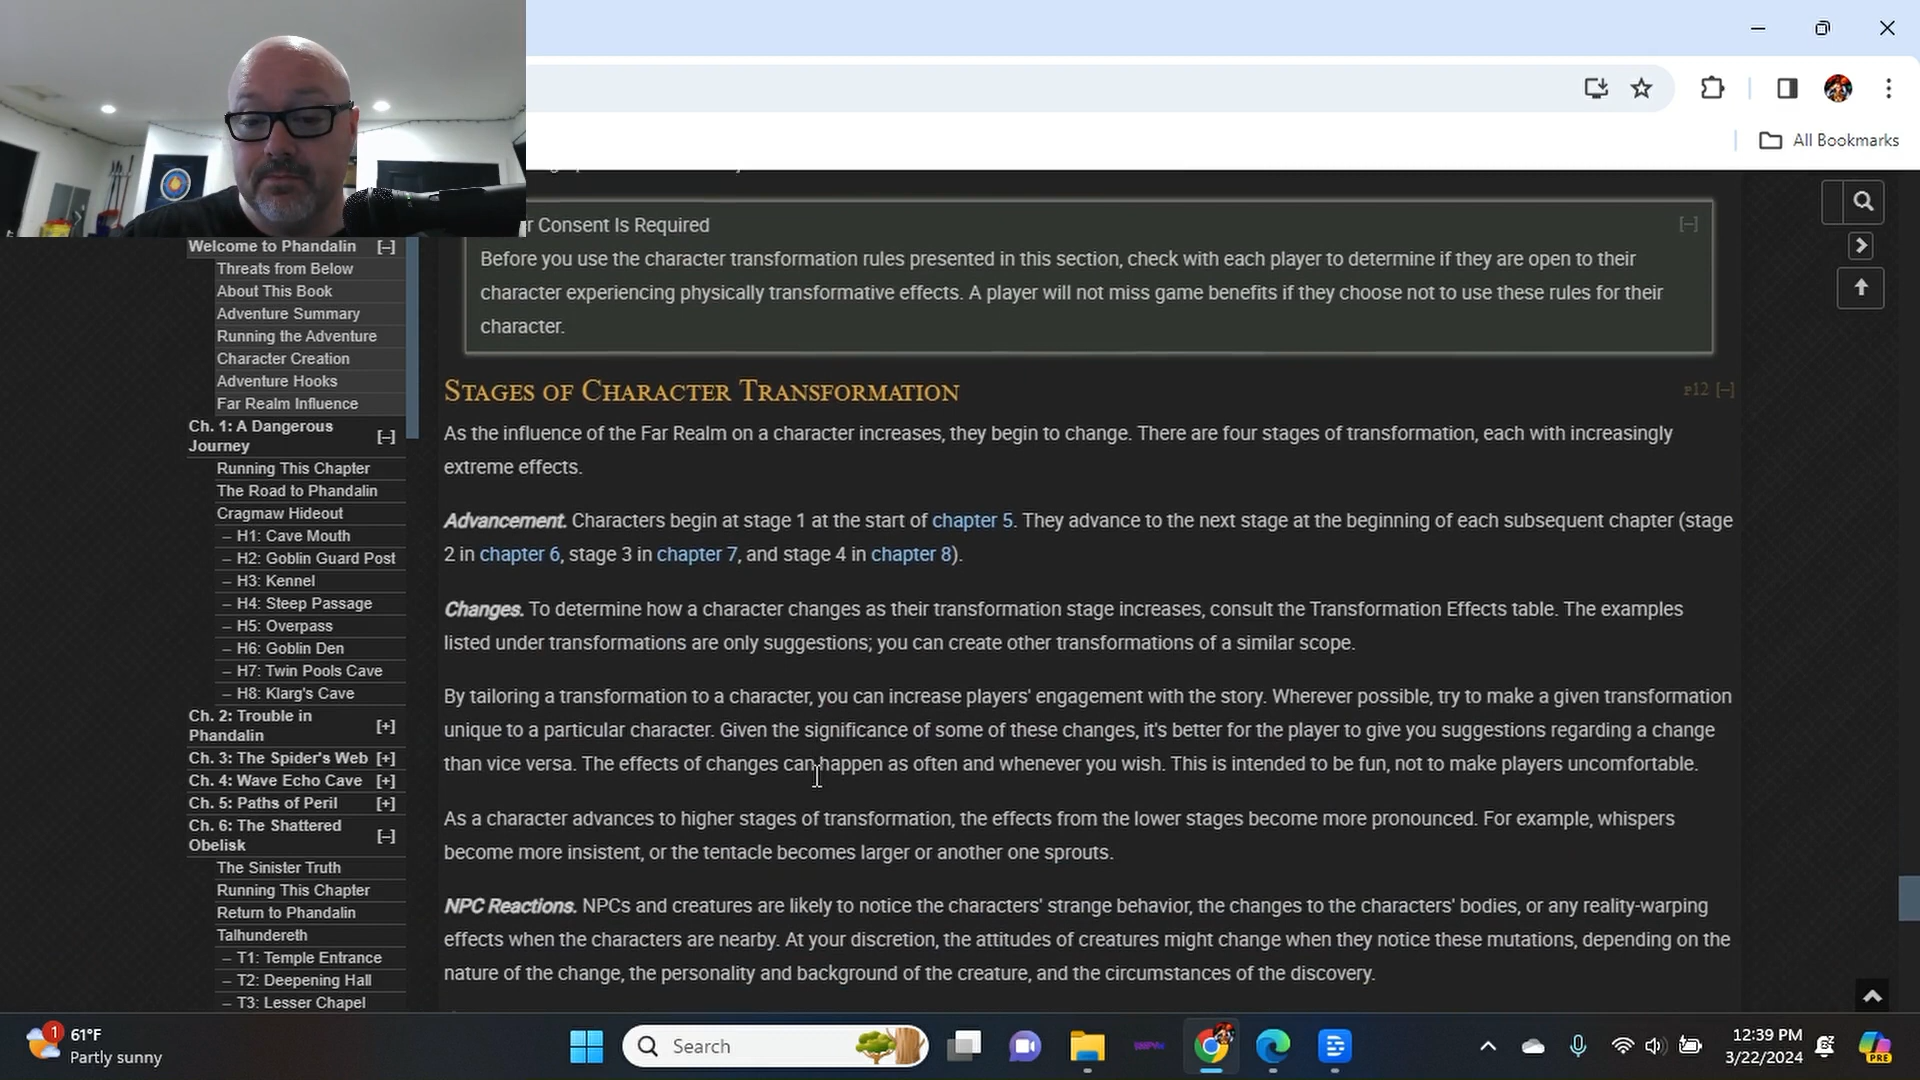 All Bookmarks
r Consent Is Required
[–]
Before you use the character transformation rules presented in this section, check with each player to determine if they are open to their
character experiencing physically transformative effects. A player will not miss game benefits if they choose not to use these rules for their
character.
Welcome to Phandalin [–]
Threats from Below
About This Book
Adventure Summary
Running the Adventure
Character Creation
Adventure Hooks
Far Realm Influence
Ch. 1: A Dangerous
Journey [–]
Running This Chapter
The Road to Phandalin
Cragmaw Hideout
– H1: Cave Mouth
– H2: Goblin Guard Post
– H3: Kennel
– H4: Steep Passage
– H5: Overpass
– H6: Goblin Den
– H7: Twin Pools Cave
– H8: Klarg's Cave
Ch. 2: Trouble in
Phandalin [+]
Ch. 3: The Spider's Web [+]
Ch. 4: Wave Echo Cave [+]
Ch. 5: Paths of Peril [+]
Ch. 6: The Shattered
Obelisk [–]
The Sinister Truth
Running This Chapter
Return to Phandalin
Talhundereth
– T1: Temple Entrance
– T2: Deepening Hall
– T3: Lesser Chapel
Stages of Character Transformation
P12 [–]
As the influence of the Far Realm on a character increases, they begin to change. There are four stages of transformation, each with increasingly
extreme effects.
Advancement. Characters begin at stage 1 at the start of chapter 5. They advance to the next stage at the beginning of each subsequent chapter (stage
2 in chapter 6, stage 3 in chapter 7, and stage 4 in chapter 8).
Changes. To determine how a character changes as their transformation stage increases, consult the Transformation Effects table. The examples
listed under transformations are only suggestions; you can create other transformations of a similar scope.
By tailoring a transformation to a character, you can increase players' engagement with the story. Wherever possible, try to make a given transformation
unique to a particular character. Given the significance of some of these changes, it's better for the player to give you suggestions regarding a change
than vice versa. The effects of changes can happen as often and whenever you wish. This is intended to be fun, not to make players uncomfortable.
As a character advances to higher stages of transformation, the effects from the lower stages become more pronounced. For example, whispers
become more insistent, or the tentacle becomes larger or another one sprouts.
NPC Reactions. NPCs and creatures are likely to notice the characters' strange behavior, the changes to the characters' bodies, or any reality-warping
effects when the characters are nearby. At your discretion, the attitudes of creatures might change when they notice these mutations, depending on the
nature of the change, the personality and background of the creature, and the circumstances of the discovery.
1
61°F
Partly sunny
Search
12:39 PM
3/22/2024
PRE